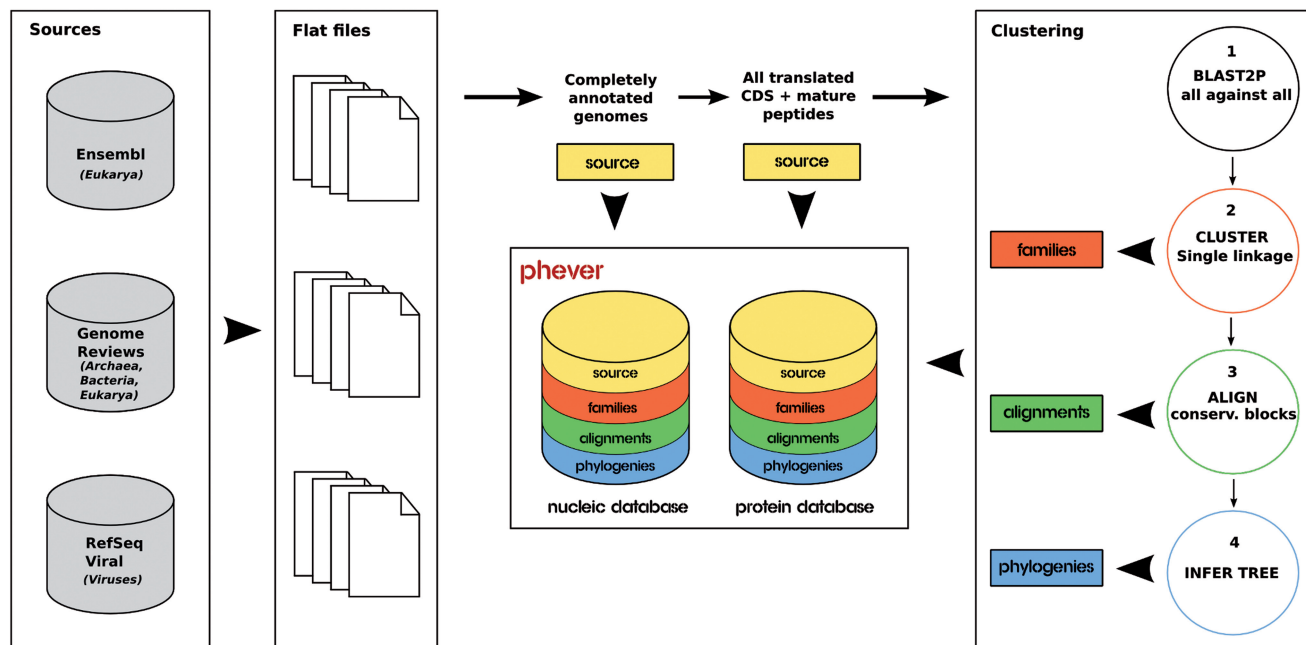 Sources
Ensembl
(Eukarya)
Genome
Reviews
(Archaea,
Bacteria,
Eukarya)
RefSeq
Viral
(Viruses)
Flat files
Completely
annotated
genomes
source
All translated
CDS + mature
peptides
source
phever
source
families
alignments
phylogenies
nucleic database
source
families
alignments
phylogenies
protein database
Clustering
1
BLAST2P
all against all
2
CLUSTER
Single linkage
families
3
ALIGN
conserv. blocks
alignments
4
INFER TREE
phylogenies